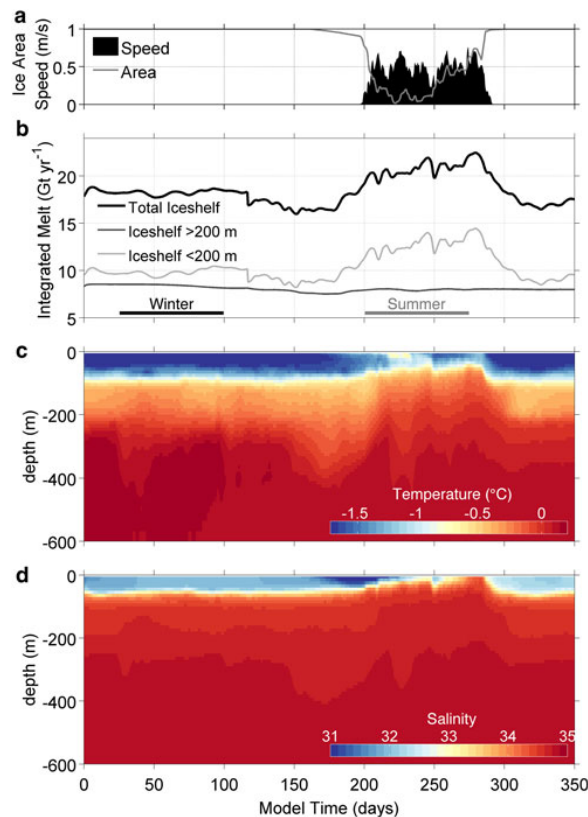 a
Ice Area
Speed (m/s)
1
0.5
0
Speed
Area
b
Integrated Melt (Gt yr-1)
20
15
10
5
Total Iceshelf
Iceshelf >200 m
Iceshelf <200 m
Winter
Summer
c
depth (m)
0
-200
-400
-600
Temperature (°C)
-1.5 -1 -0.5 0
d
depth (m)
0
-200
-400
-600
Salinity
31 32 33 34 35
0 50 100 150 200 250 300 350
Model Time (days)